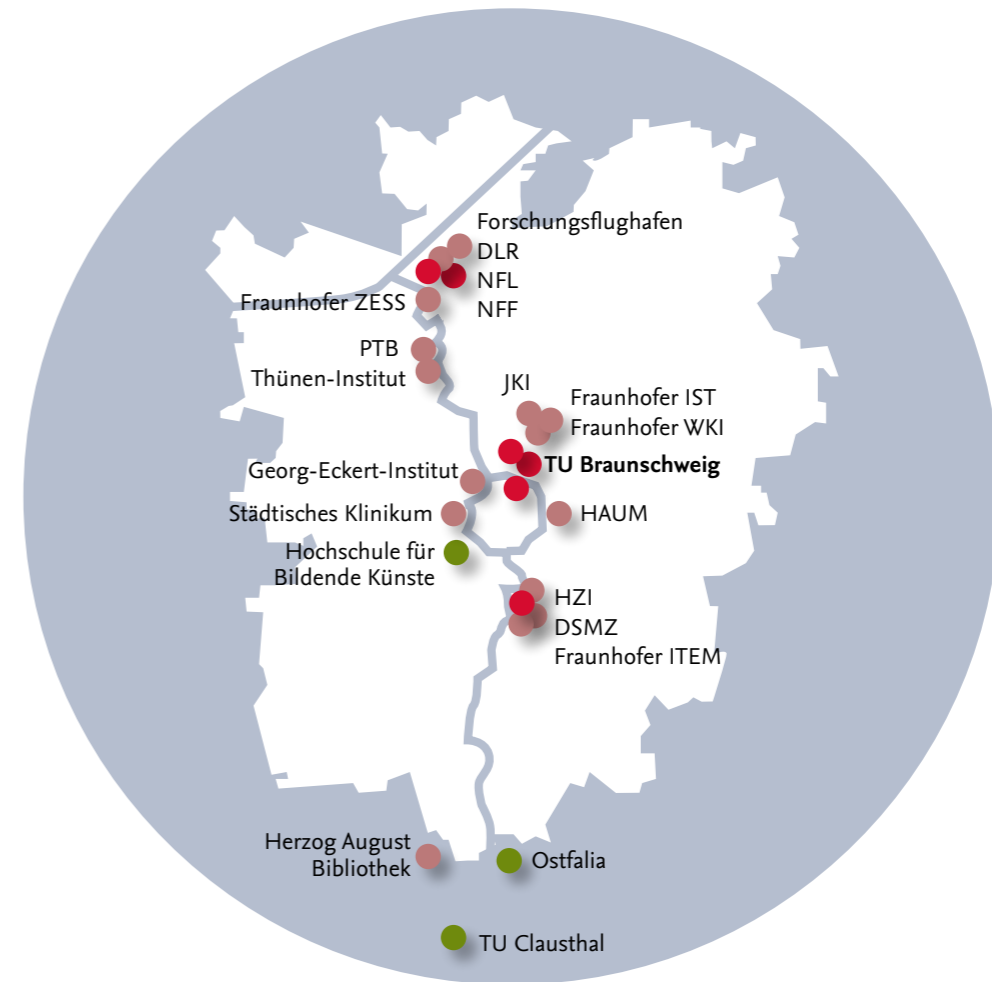 Forschungsflughafen
DLR
NFL
NFF
Fraunhofer ZESS
PTB
Thünen-Institut
JKI
Fraunhofer IST
Fraunhofer WKI
TU Braunschweig
Georg-Eckert-Institut
Städtisches Klinikum
HAUM
Hochschule für
Bildende Künste
HZI
DSMZ
Fraunhofer ITEM
Herzog August
Bibliothek
Ostfalia
TU Clausthal